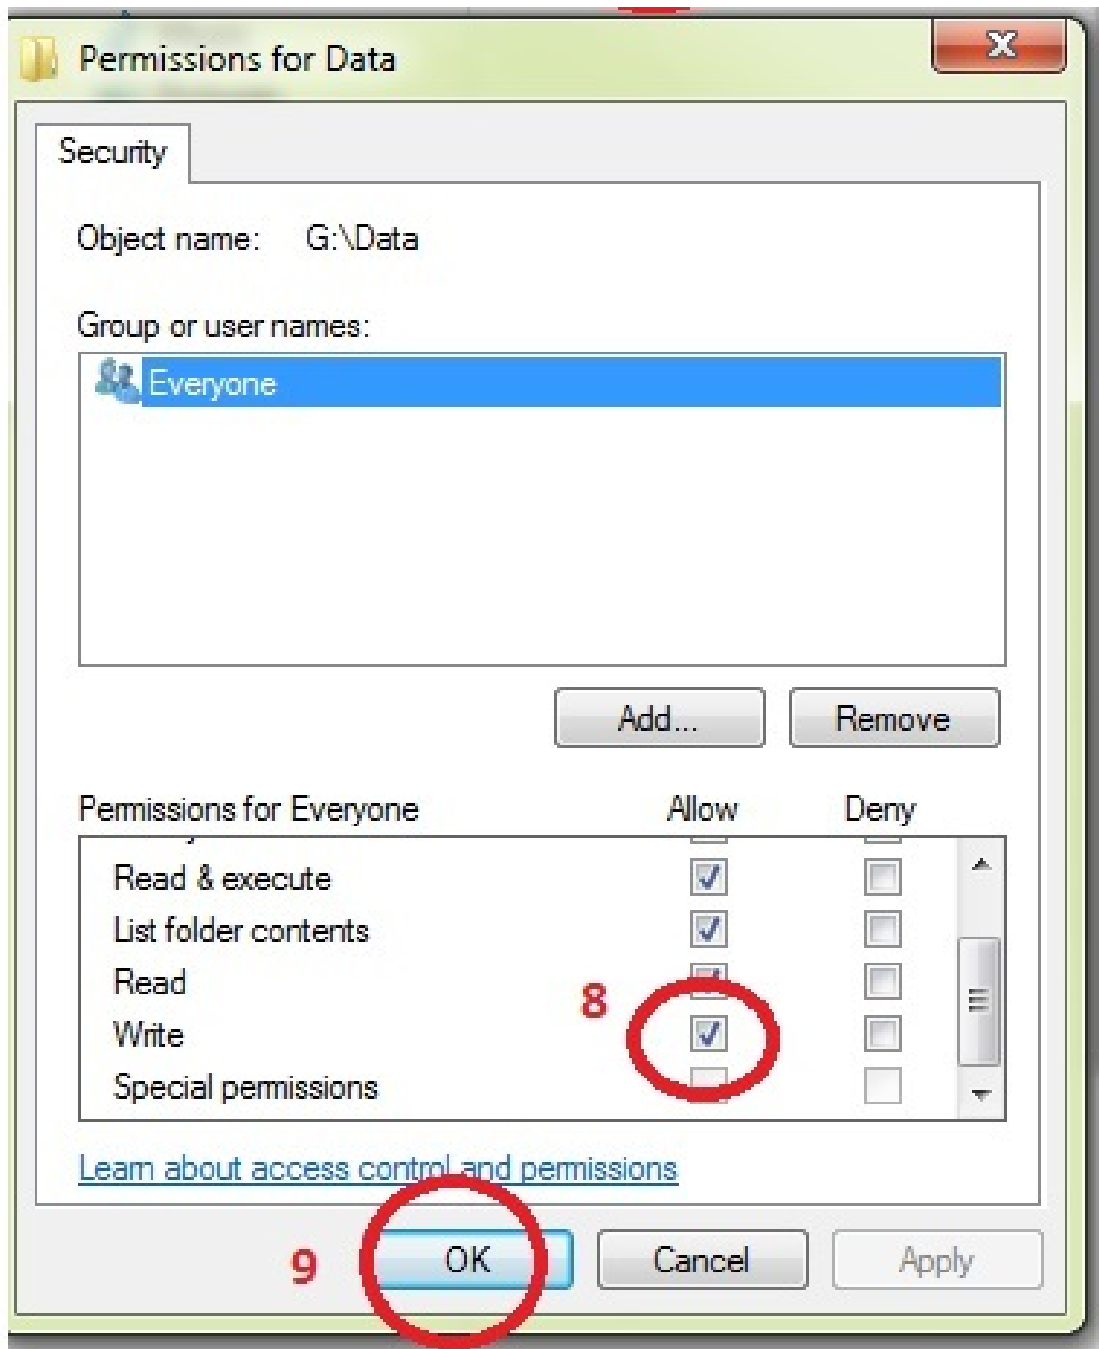 Permissions for Data
Security
Object name: G:\Data
Group or user names:
Everyone
Add... Remove
Permissions for Everyone Allow Deny
Read & execute
List folder contents
Read
8
Write
Special permissions
Learn about access control and permissions
9 OK Cancel Apply